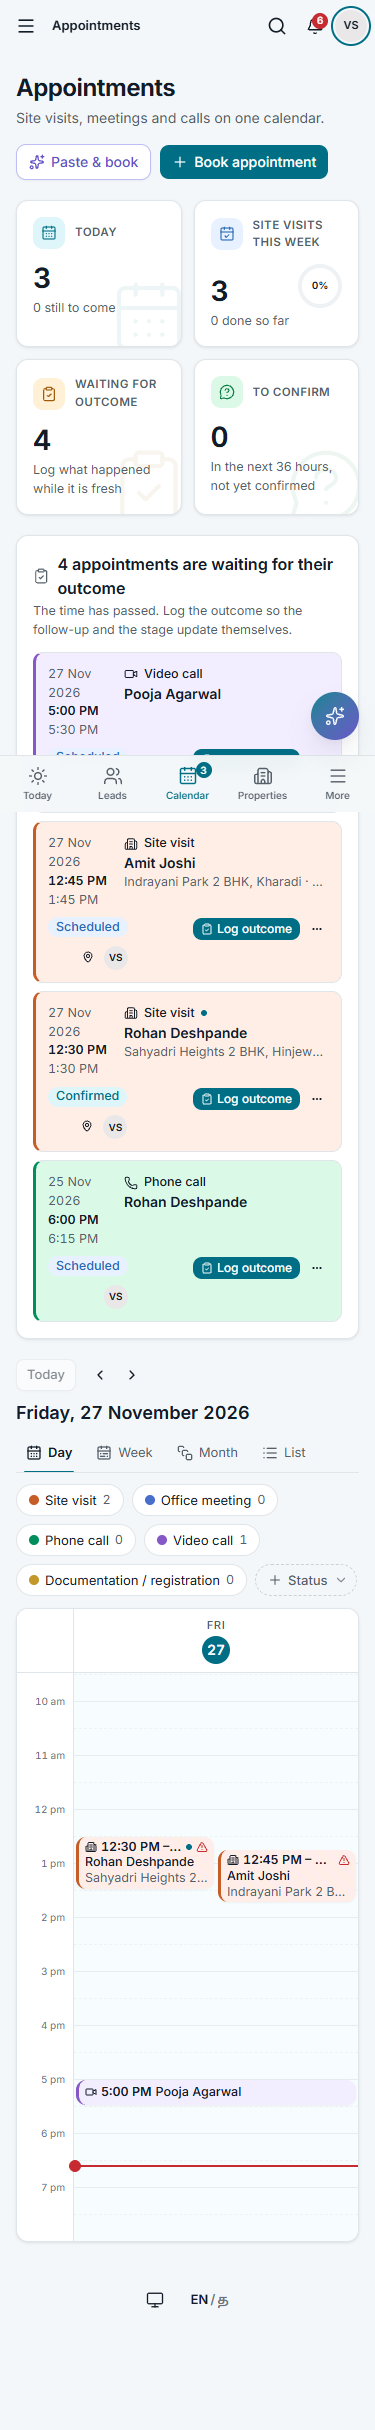 Appointments
6
VS
Appointments
Site visits, meetings and calls on one calendar.
Paste & book
Book appointment
TODAY
3
0 still to come
SITE VISITS
THIS WEEK
3
0%
0 done so far
WAITING FOR
OUTCOME
4
Log what happened
while it is fresh
TO CONFIRM
0
In the next 36 hours,
not yet confirmed
4 appointments are waiting for their
outcome
The time has passed. Log the outcome so the
follow-up and the stage update themselves.
27 Nov
2026
5:00 PM
5:30 PM
Video call
Pooja Agarwal
Scheduled
Today
Leads
3
Calendar
Properties
More
27 Nov
2026
12:45 PM
1:45 PM
Site visit
Amit Joshi
Indrayani Park 2 BHK, Kharadi · ...
Scheduled
Log outcome
VS
27 Nov
2026
12:30 PM
1:30 PM
Site visit
Rohan Deshpande
Sahyadri Heights 2 BHK, Hinjew...
Confirmed
Log outcome
VS
25 Nov
2026
6:00 PM
6:15 PM
Phone call
Rohan Deshpande
Scheduled
Log outcome
VS
Today
Friday, 27 November 2026
Day
Week
Month
List
Site visit 2
Office meeting 0
Phone call 0
Video call 1
Documentation / registration 0
Status
FRI
27
10 am
11 am
12 pm
12:30 PM –...
Rohan Deshpande
Sahyadri Heights 2...
12:45 PM – ...
Amit Joshi
Indrayani Park 2 B...
1 pm
2 pm
3 pm
4 pm
5 pm
5:00 PM Pooja Agarwal
6 pm
7 pm
EN / த